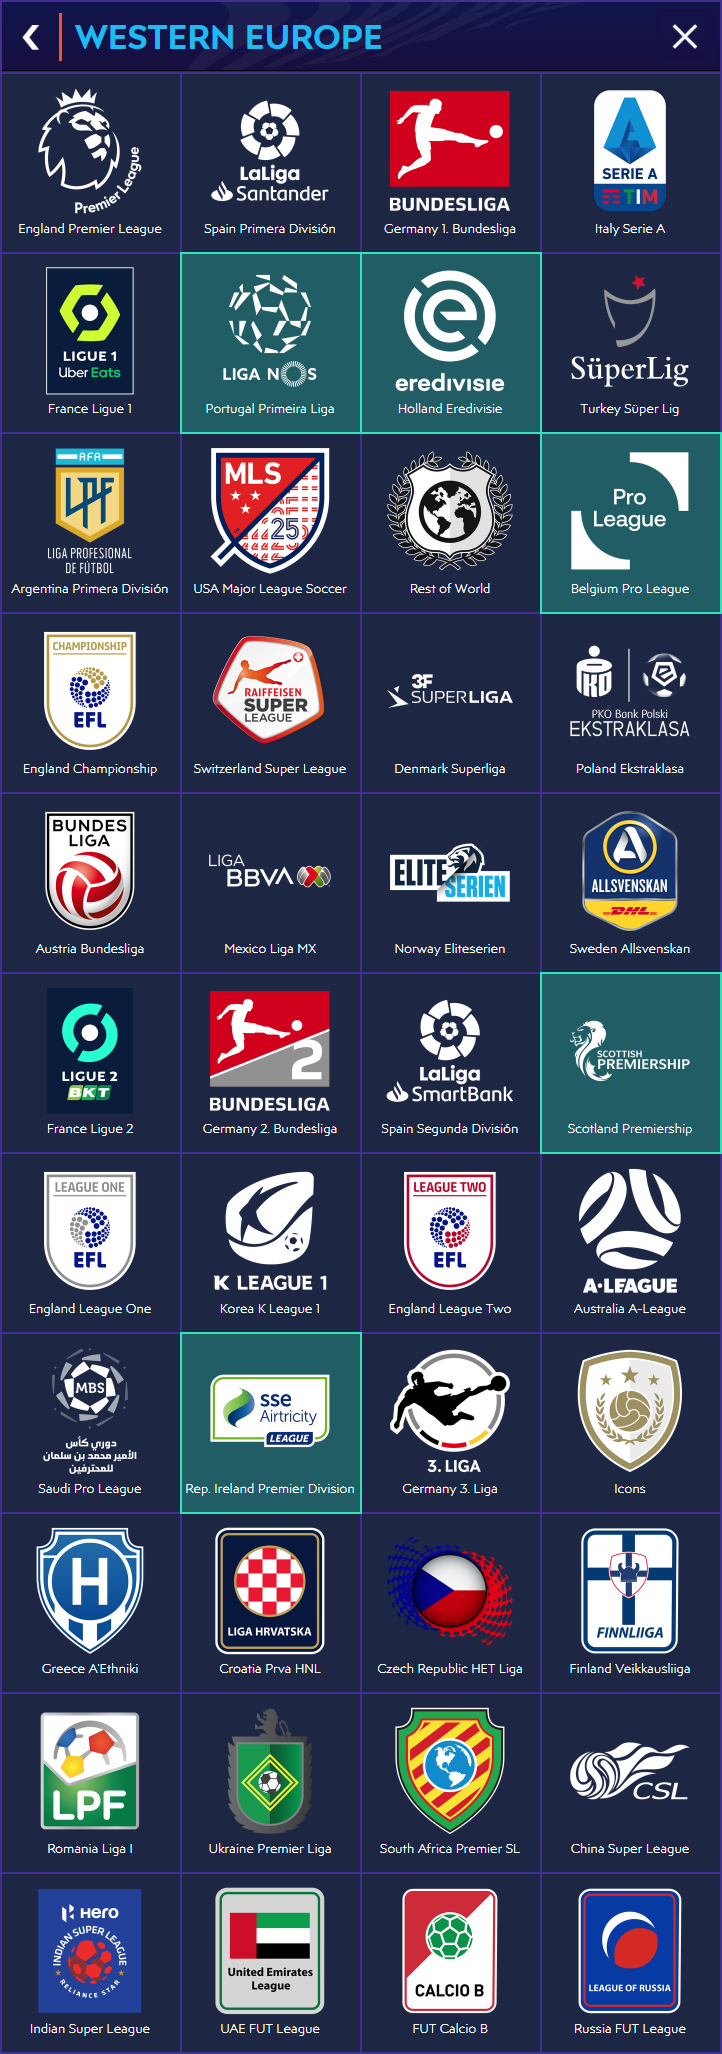 WESTERN EUROPE
Premier League
England Premier League
LaLiga
Santander
Spain Primera División
BUNDESLIGA
Germany 1. Bundesliga
SERIE A
TIM
Italy Serie A
LIGUE 1
Uber Eats
France Ligue 1
LIGA NOS
Portugal Primeira Liga
e
eredivisie
Holland Eredivisie
SüperLig
Turkey Süper Lig
AFA
LPF
LIGA PROFESIONAL
DE FÚTBOL
Argentina Primera División
MLS
25
USA Major League Soccer
Rest of World
Pro
League
Belgium Pro League
CHAMPIONSHIP
EFL
England Championship
RAIFFEISEN
SUPER
LEAGUE
Switzerland Super League
3F
SUPERLIGA
Denmark Superliga
PKO Bank Polski
EKSTRAKLASA
Poland Ekstraklasa
BUNDES
LIGA
Austria Bundesliga
LIGA
BBVA
Mexico Liga MX
ELITE
SERIEN
Norway Eliteserien
ALLSVENSKAN
DHL
Sweden Allsvenskan
LIGUE 2
BKT
France Ligue 2
2
BUNDESLIGA
Germany 2. Bundesliga
LaLiga
SmartBank
Spain Segunda División
SCOTTISH
PREMIERSHIP
Scotland Premiership
LEAGUE ONE
EFL
England League One
K LEAGUE 1
Korea K League 1
LEAGUE TWO
EFL
England League Two
A-LEAGUE
Australia A-League
MBS
دوري كأس
الأمير محمد بن سلمان
للمحترفين
Saudi Pro League
sse
Airtricity
LEAGUE
Rep. Ireland Premier Division
3. LIGA
Germany 3. Liga
Icons
H
Greece A'Ethniki
LIGA HRVATSKA
Croatia Prva HNL
Czech Republic HET Liga
FINNLIIGA
Finland Veikkausliiga
LPF
Romania Liga I
Ukraine Premier Liga
South Africa Premier SL
CSL
China Super League
Hero
INDIAN SUPER LEAGUE
RELIANCE STAR
Indian Super League
United Emirates
League
UAE FUT League
CALCIO B
FUT Calcio B
LEAGUE OF RUSSIA
Russia FUT League